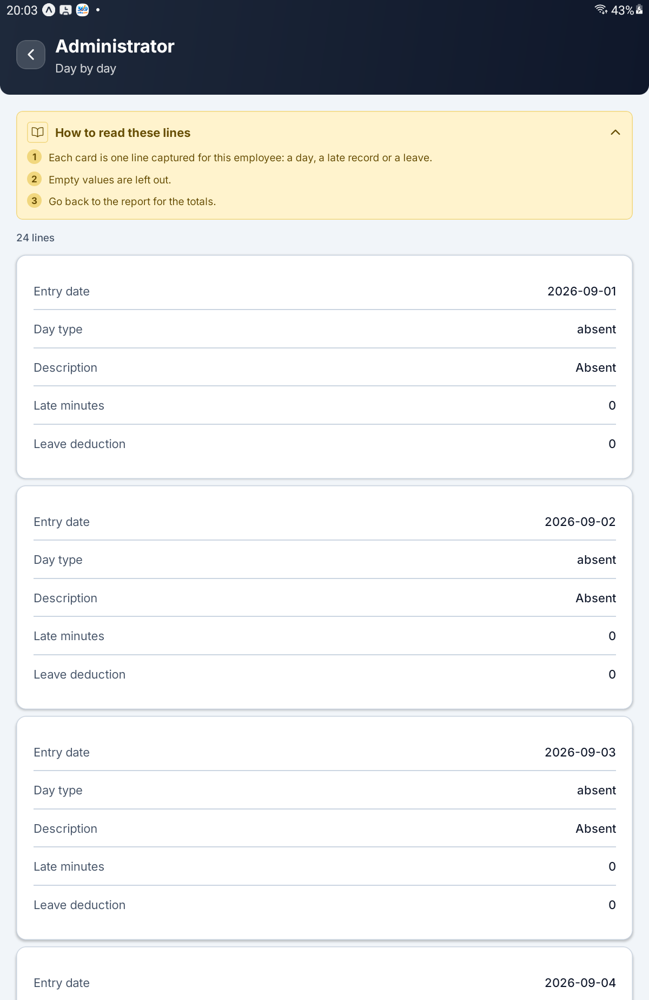 20:03
43%
Administrator
Day by day
How to read these lines
1 Each card is one line captured for this employee: a day, a late record or a leave.
2 Empty values are left out.
3 Go back to the report for the totals.
24 lines
Entry date 2026-09-01
Day type absent
Description Absent
Late minutes 0
Leave deduction 0
Entry date 2026-09-02
Day type absent
Description Absent
Late minutes 0
Leave deduction 0
Entry date 2026-09-03
Day type absent
Description Absent
Late minutes 0
Leave deduction 0
Entry date 2026-09-04